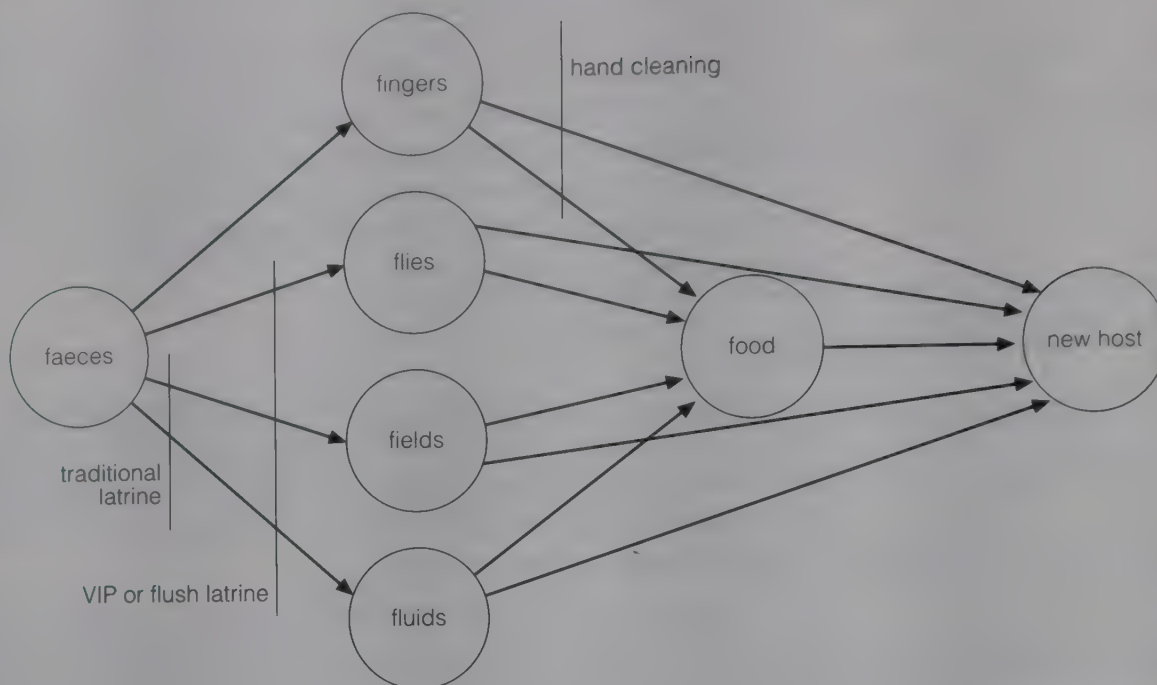 fingers
hand cleaning
flies
faeces
food
new host
fields
traditional
latrine
VIP or flush latrine
fluids